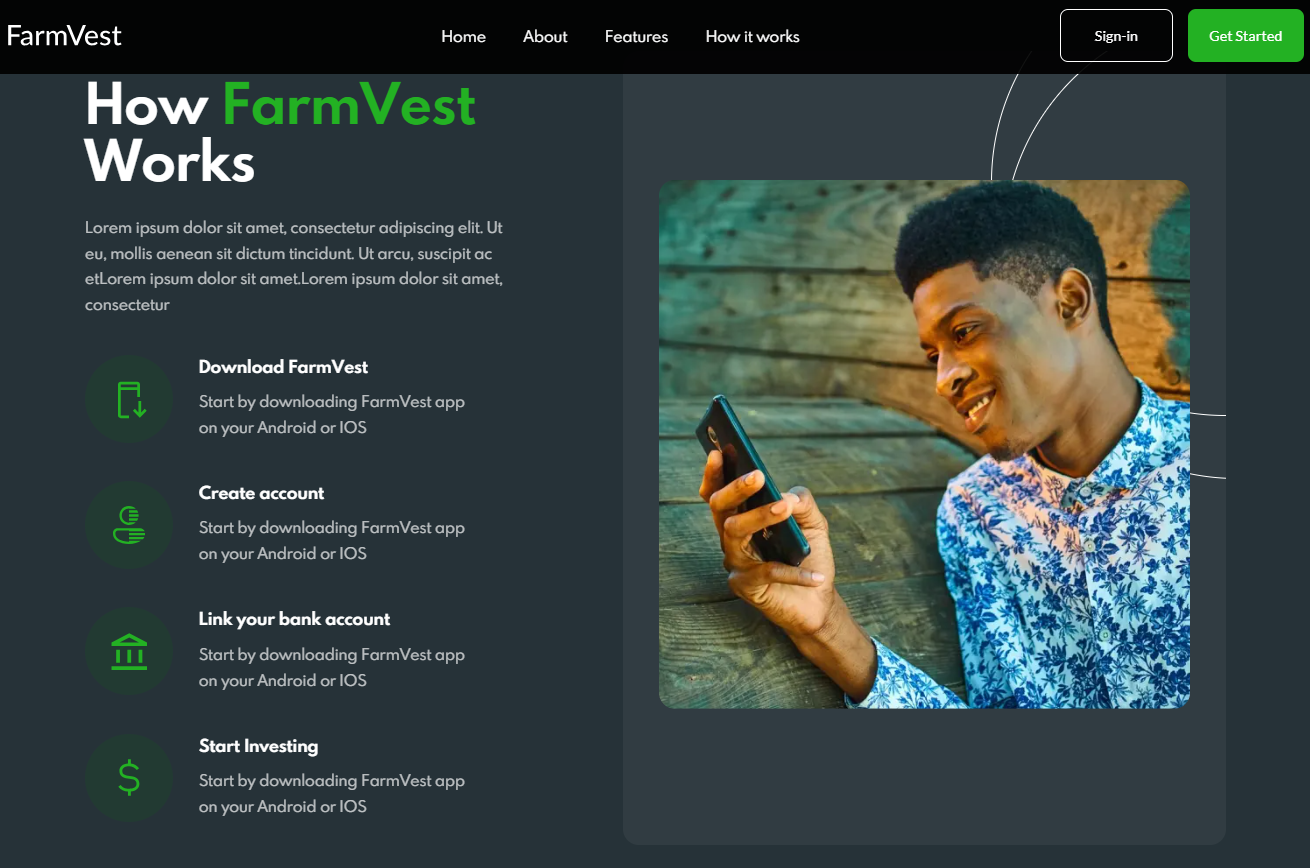 FarmVest
Home About Features How it works
Sign-in Get Started
How FarmVest
Works
Lorem ipsum dolor sit amet, consectetur adipiscing elit. Ut
eu, mollis aenean sit dictum tincidunt. Ut arcu, suscipit ac
etLorem ipsum dolor sit amet.Lorem ipsum dolor sit amet,
consectetur
Download FarmVest
Start by downloading FarmVest app
on your Android or IOS
Create account
Start by downloading FarmVest app
on your Android or IOS
Link your bank account
Start by downloading FarmVest app
on your Android or IOS
Start Investing
Start by downloading FarmVest app
on your Android or IOS